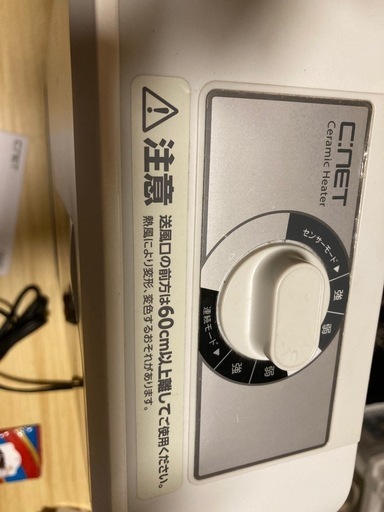 注意
送風口の前方は60cm以上離してご使用ください。
熱風により変形、変色するおそれがあります。
C:NET
Ceramic Heater
センサーモード
強
弱
連続モード
強
弱
C:NET